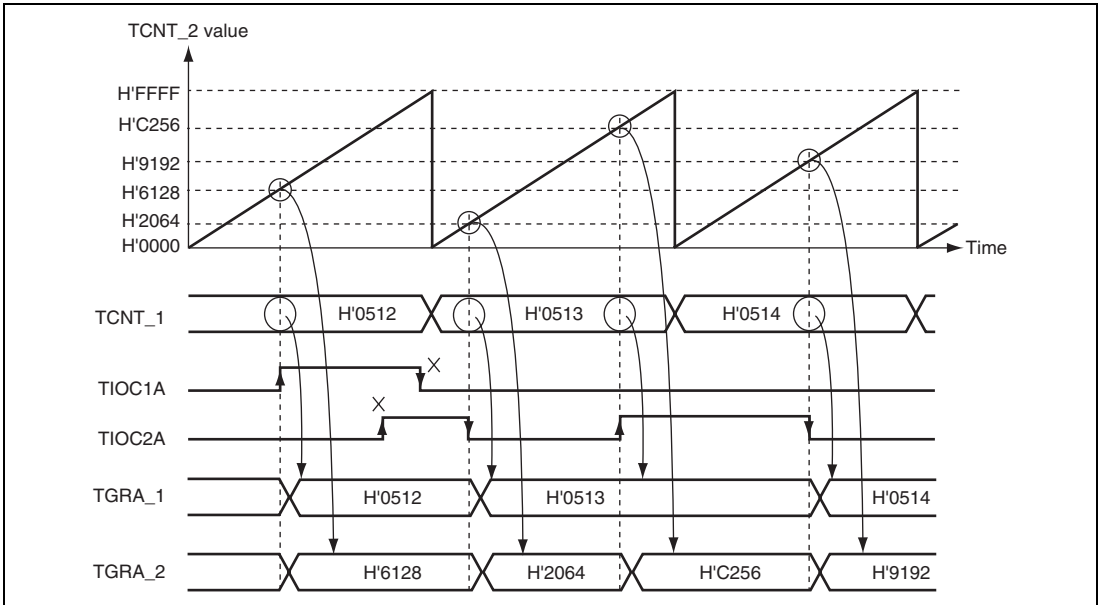 TCNT_2 value
H'FFFF
H'C256
H'9192
H'6128
H'2064
H'0000
Time
TCNT_1
H'0512
H'0513
H'0514
TIOC1A
X
TIOC2A
X
TGRA_1
H'0512
H'0513
H'0514
TGRA_2
H'6128
H'2064
H'C256
H'9192